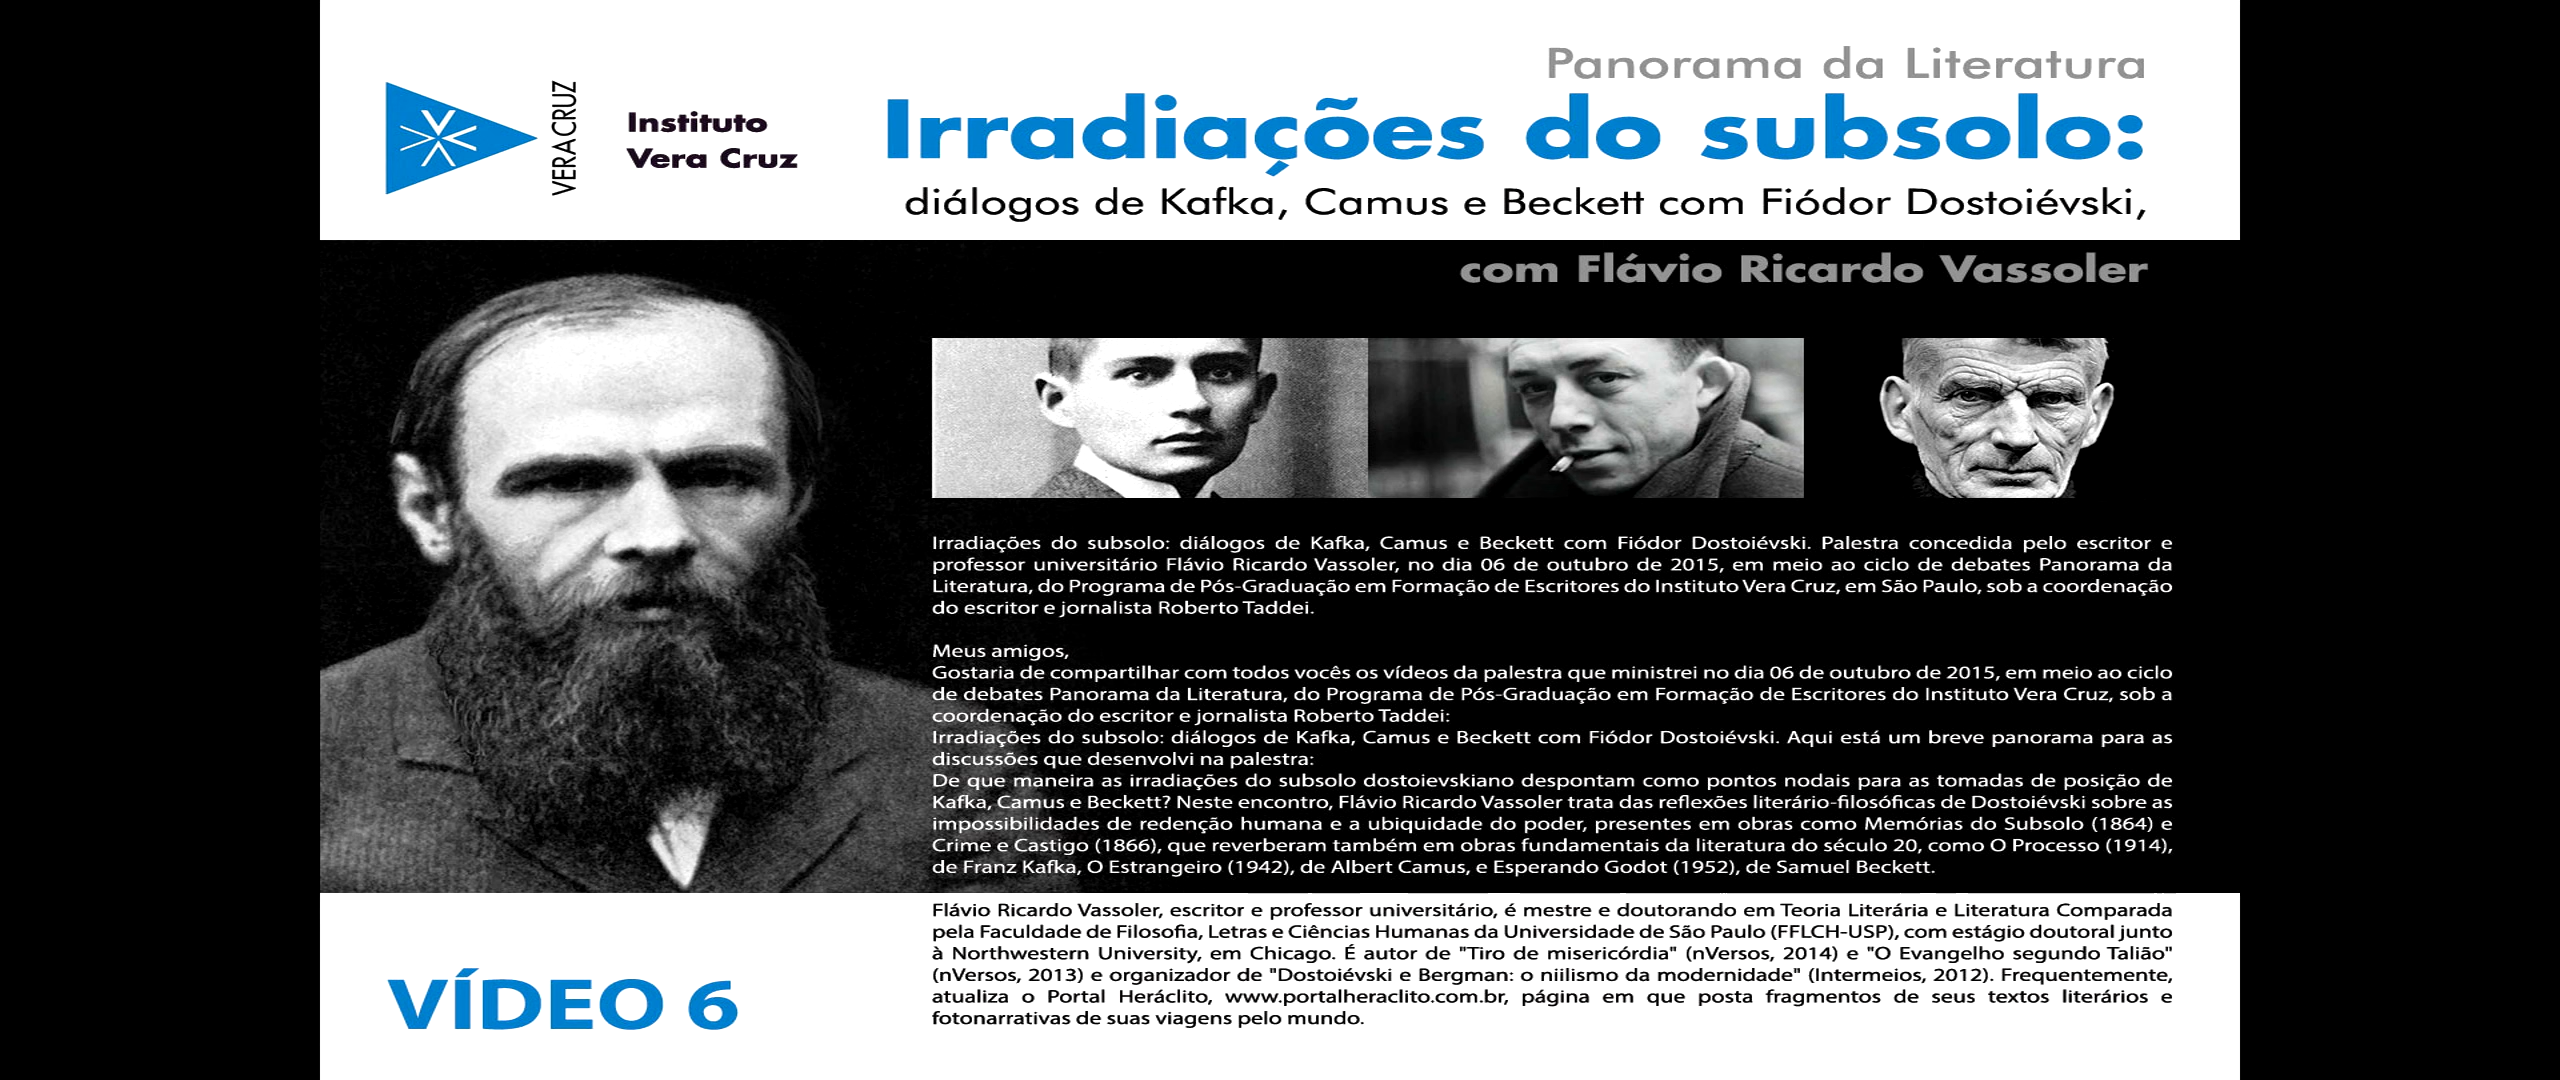 VERACRUZ
Instituto
Vera Cruz
Panorama da Literatura
Irradiações do subsolo:
diálogos de Kafka, Camus e Beckett com Fiódor Dostoiévski,
com Flávio Ricardo Vassoler
Irradiações do subsolo: diálogos de Kafka, Camus e Beckett com Fiódor Dostoiévski. Palestra concedida pelo escritor e
professor universitário Flávio Ricardo Vassoler, no dia 06 de outubro de 2015, em meio ao ciclo de debates Panorama da
Literatura, do Programa de Pós-Graduação em Formação de Escritores do Instituto Vera Cruz, em São Paulo, sob a coordenação
do escritor e jornalista Roberto Taddei.
Meus amigos,
Gostaria de compartilhar com todos vocês os vídeos da palestra que ministrei no dia 06 de outubro de 2015, em meio ao ciclo
de debates Panorama da Literatura, do Programa de Pós-Graduação em Formação de Escritores do Instituto Vera Cruz, sob a
coordenação do escritor e jornalista Roberto Taddei:
Irradiações do subsolo: diálogos de Kafka, Camus e Beckett com Fiódor Dostoiévski. Aqui está um breve panorama para as
discussões que desenvolvi na palestra:
De que maneira as irradiações do subsolo dostoievskiano despontam como pontos nodais para as tomadas de posição de
Kafka, Camus e Beckett? Neste encontro, Flávio Ricardo Vassoler trata das reflexões literário-filosóficas de Dostoiévski sobre as
impossibilidades de redenção humana e a ubiquidade do poder, presentes em obras como Memórias do Subsolo (1864) e
Crime e Castigo (1866), que reverberam também em obras fundamentais da literatura do século 20, como O Processo (1914),
de Franz Kafka, O Estrangeiro (1942), de Albert Camus, e Esperando Godot (1952), de Samuel Beckett.
Flávio Ricardo Vassoler, escritor e professor universitário, é mestre e doutorando em Teoria Literária e Literatura Comparada
pela Faculdade de Filosofia, Letras e Ciências Humanas da Universidade de São Paulo (FFLCH-USP), com estágio doutoral junto
à Northwestern University, em Chicago. É autor de "Tiro de misericórdia" (nVersos, 2014) e "O Evangelho segundo Talião"
(nVersos, 2013) e organizador de "Dostoiévski e Bergman: o niilismo da modernidade" (Intermeios, 2012). Frequentemente,
atualiza o Portal Heráclito, www.portalheraclito.com.br, página em que posta fragmentos de seus textos literários e
fotonarrativas de suas viagens pelo mundo.
VÍDEO 6